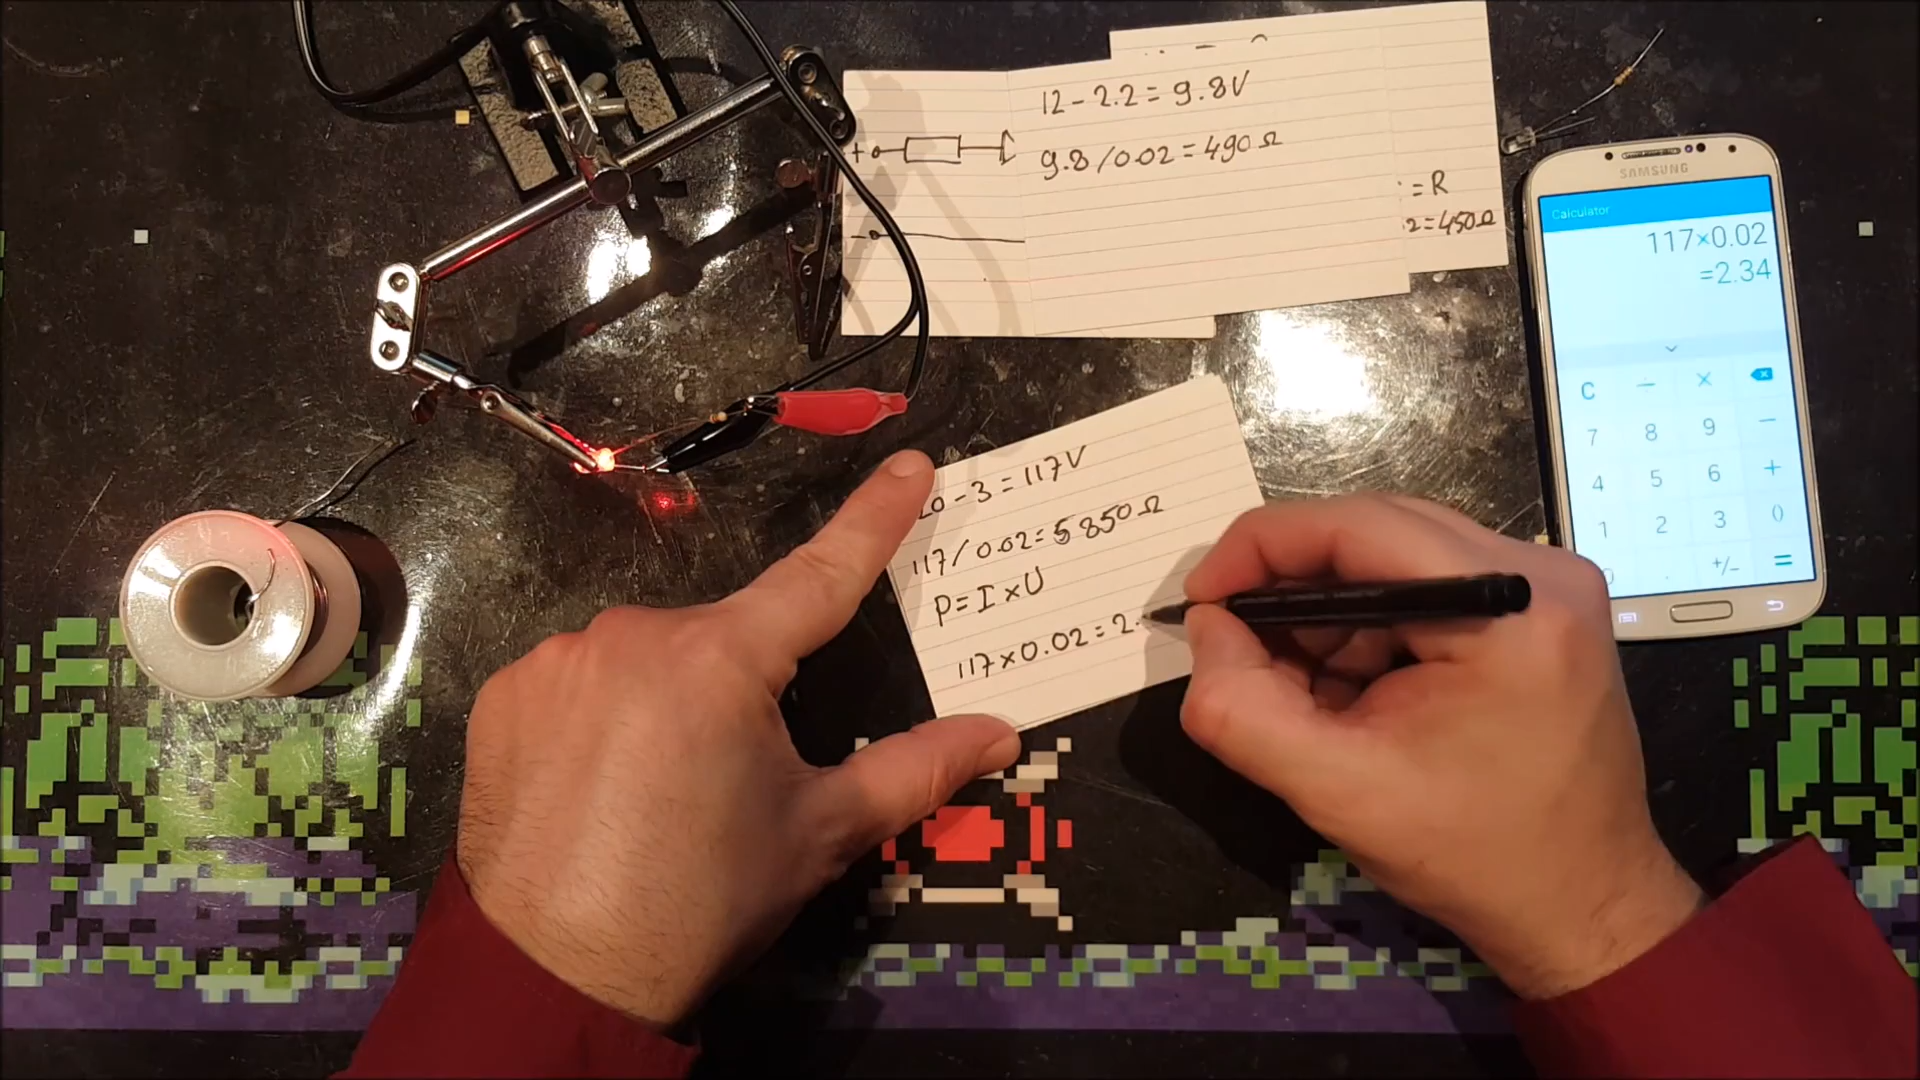 12-2.2=9.8V
9.8/0.02=490Ω
+
-
=R
2=450Ω
SAMSUNG
Calculator
117×0.02
=2.34
C ÷ ×
7 8 9 −
4 5 6 +
1 2 3 ()
. +/- =
20-3=117V
117/0.02=5850Ω
P=I×U
117×0.02=2.